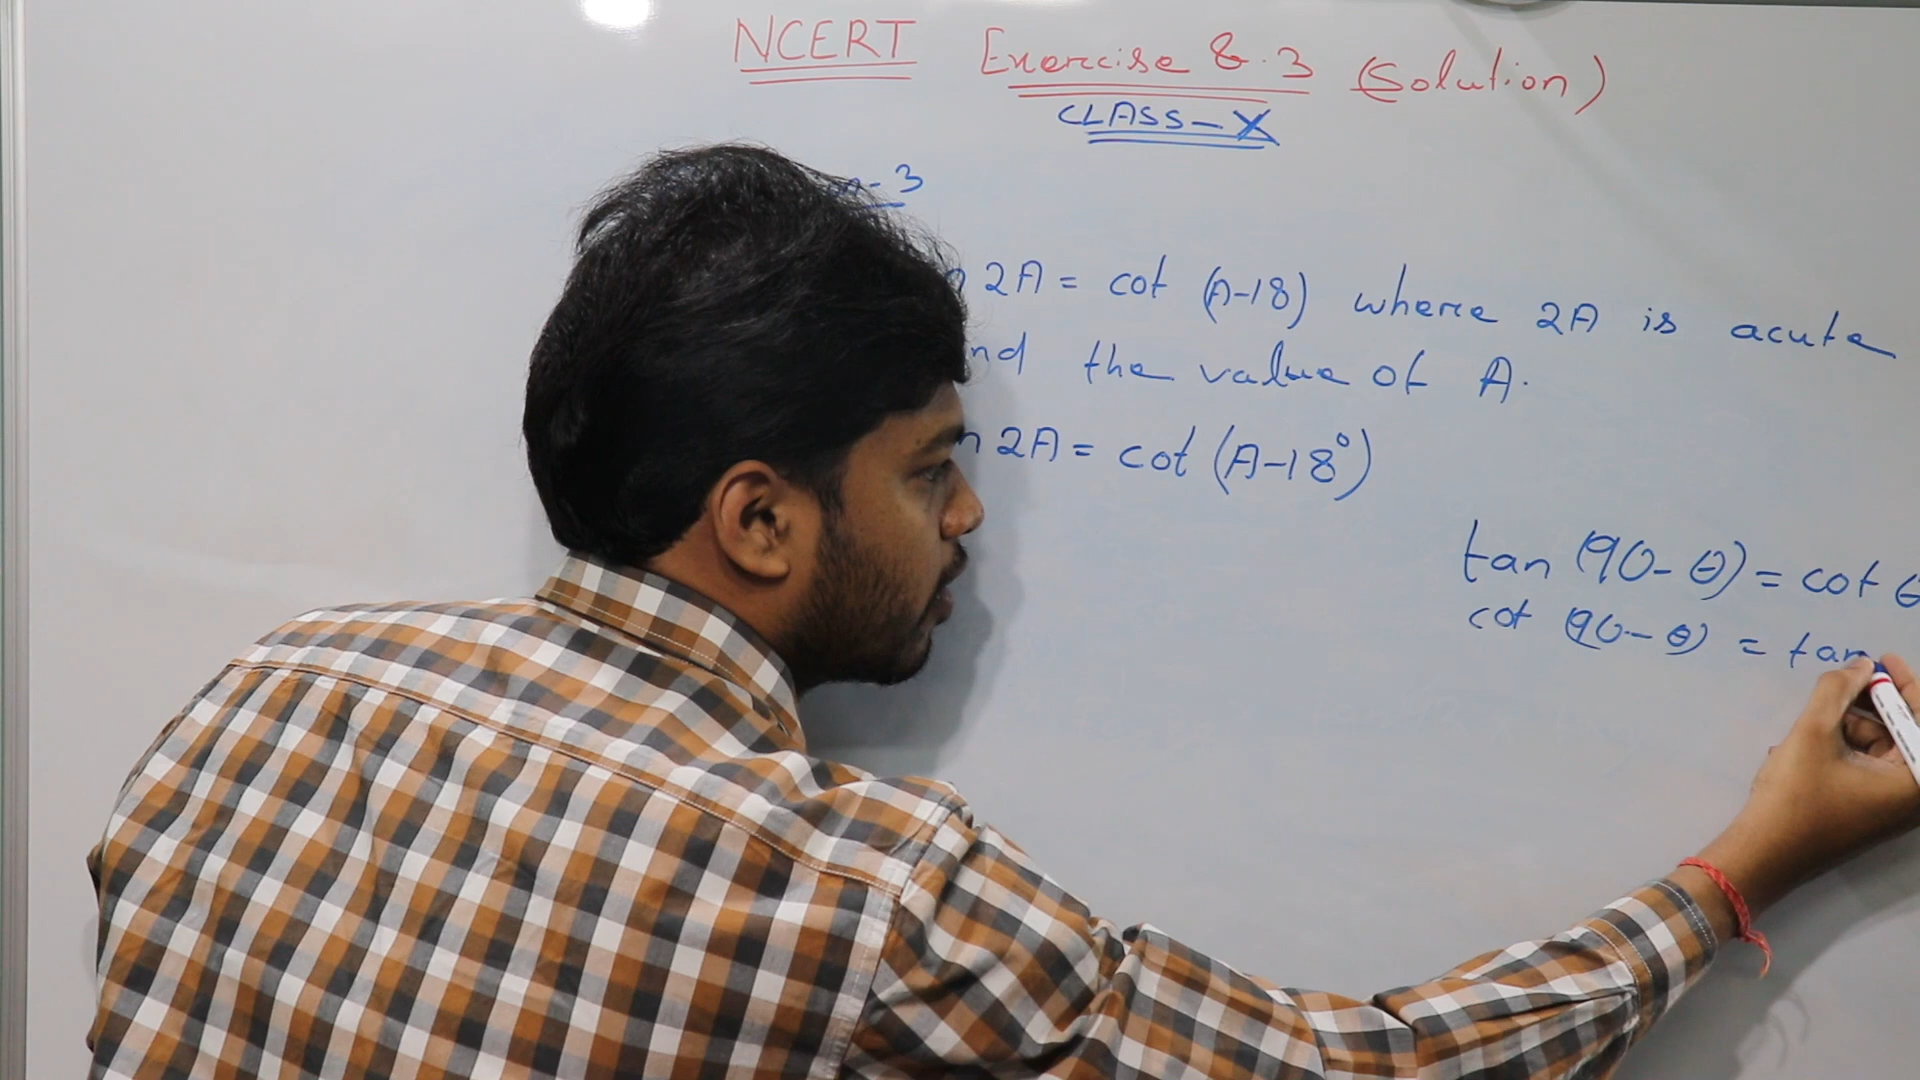 NCERT Exercise 8.3 (Solution)
CLASS-X
-3
2A = cot (A-18) where 2A is acute
the value of A.
2A = cot (A-18°)
tan (90-θ) = cot θ
cot (90-θ) = tan